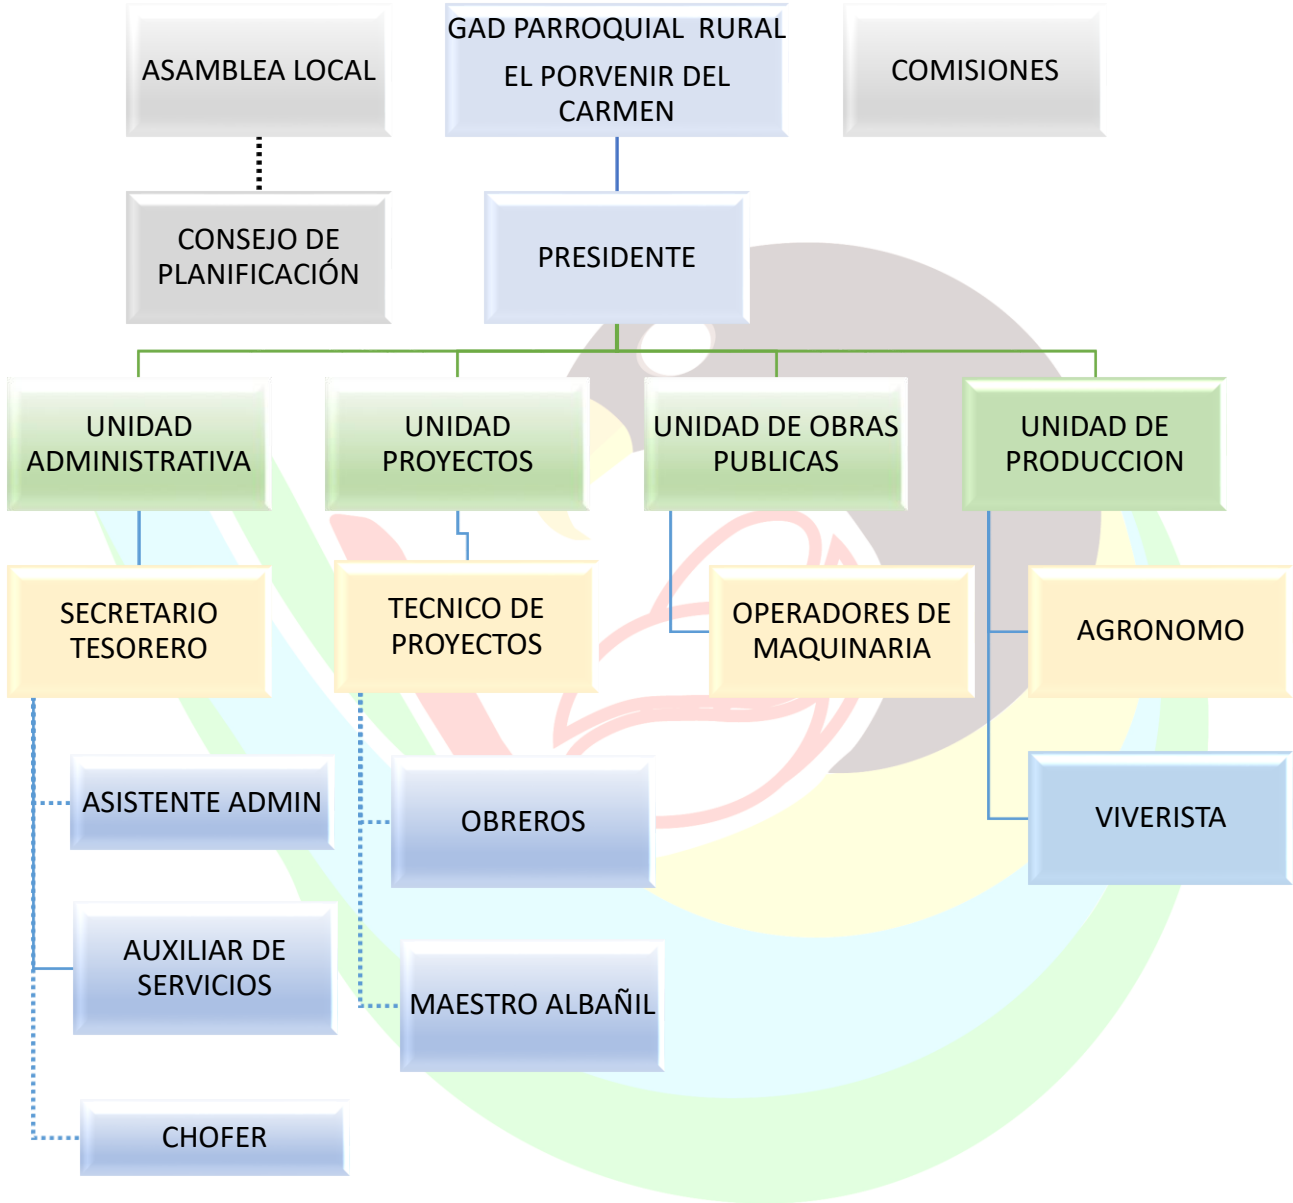 ASAMBLEA LOCAL
GAD PARROQUIAL RURAL
EL PORVENIR DEL
CARMEN
COMISIONES
CONSEJO DE
PLANIFICACIÓN
PRESIDENTE
UNIDAD
ADMINISTRATIVA
UNIDAD
PROYECTOS
UNIDAD DE OBRAS
PUBLICAS
UNIDAD DE
PRODUCCION
SECRETARIO
TESORERO
TECNICO DE
PROYECTOS
OPERADORES DE
MAQUINARIA
AGRONOMO
ASISTENTE ADMIN
OBREROS
VIVERISTA
AUXILIAR DE
SERVICIOS
MAESTRO ALBAÑIL
CHOFER